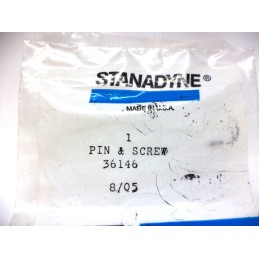 STANADYNE®
MADE IN U.S.A.
1
PIN & SCREW
36146
8/05